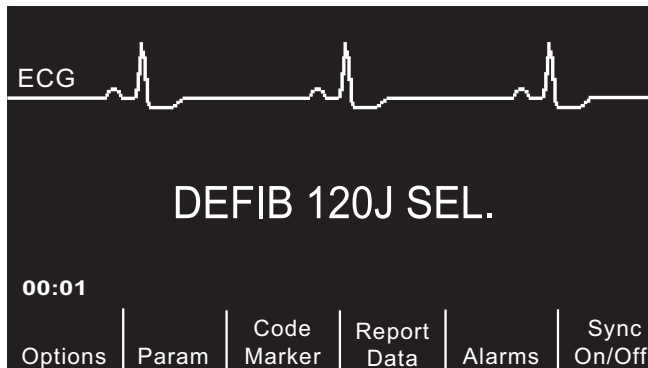 ECG
DEFIB 120J SEL.
00:01
Options
Param
Code
Marker
Report
Data
Alarms
Sync
On/Off